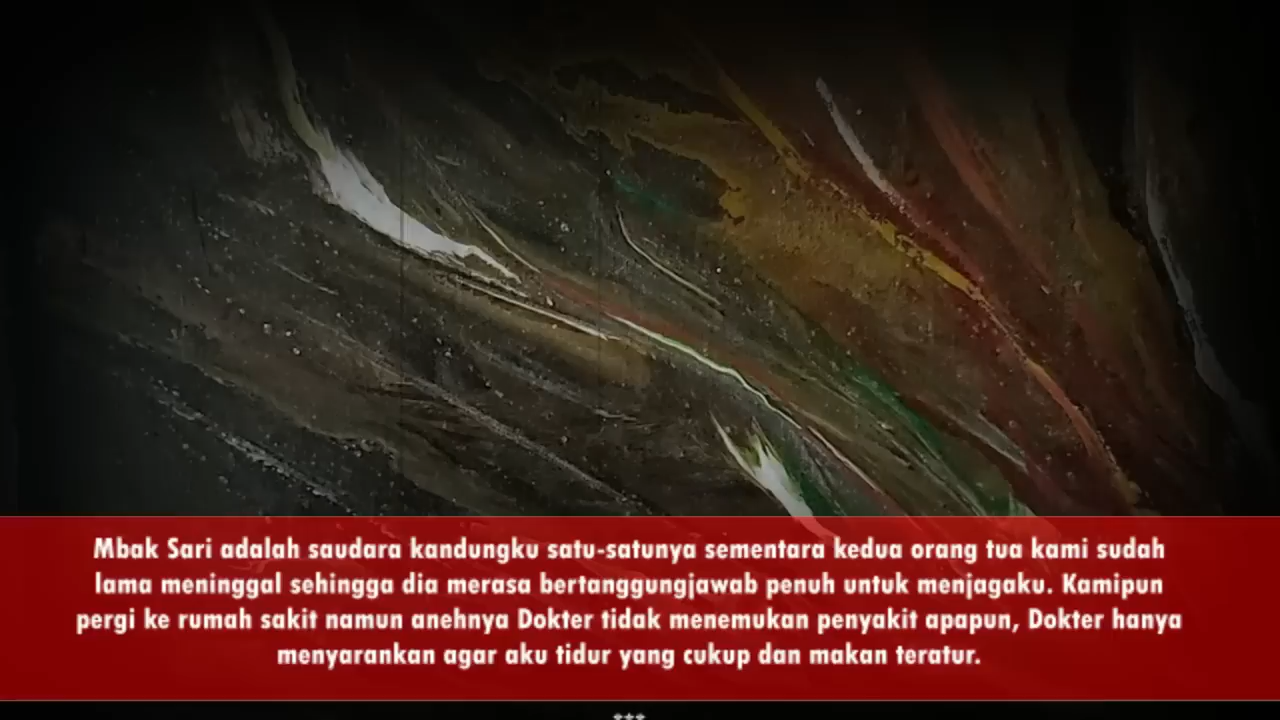 Mbak Sari adalah saudara kandungku satu-satunya sementara kedua orang tua kami sudah
lama meninggal sehingga dia merasa bertanggungjawab penuh untuk menjagaku. Kamipun
pergi ke rumah sakit namun anehnya Dokter tidak menemukan penyakit apapun, Dokter hanya
menyarankan agar aku tidur yang cukup dan makan teratur.
***